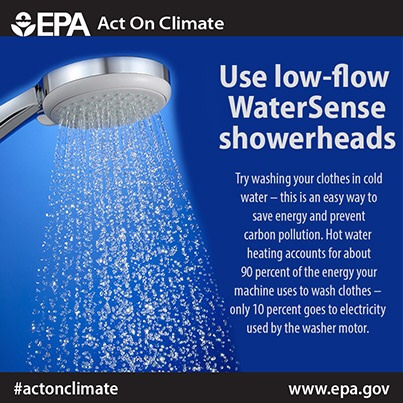 EPA Act On Climate
Use low-flow
WaterSense
showerheads
Try washing your clothes in cold
water – this is an easy way to
save energy and prevent
carbon pollution. Hot water
heating accounts for about
90 percent of the energy your
machine uses to wash clothes –
only 10 percent goes to electricity
used by the washer motor.
#actonclimate www.epa.gov